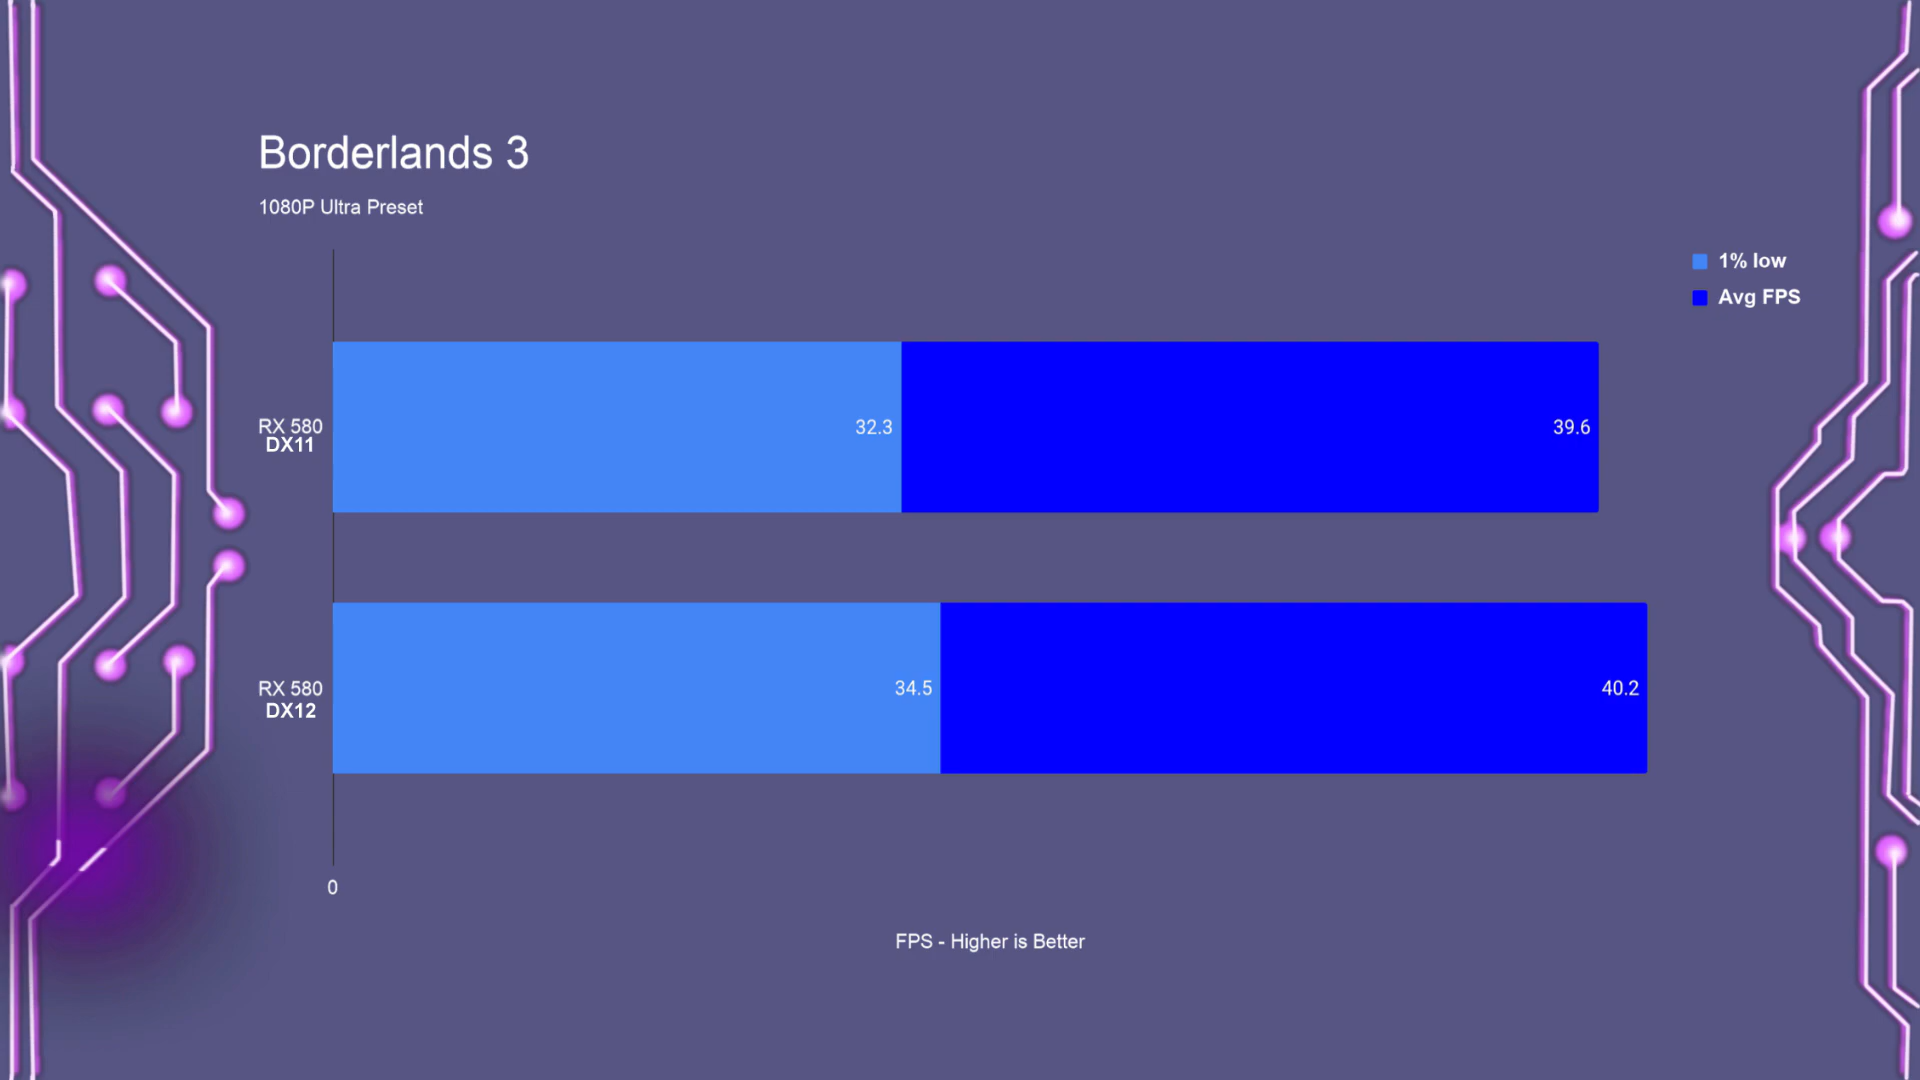 Borderlands 3
1080P Ultra Preset
1% low
Avg FPS
RX 580
DX11
32.3
39.6
RX 580
DX12
34.5
40.2
0
FPS - Higher is Better